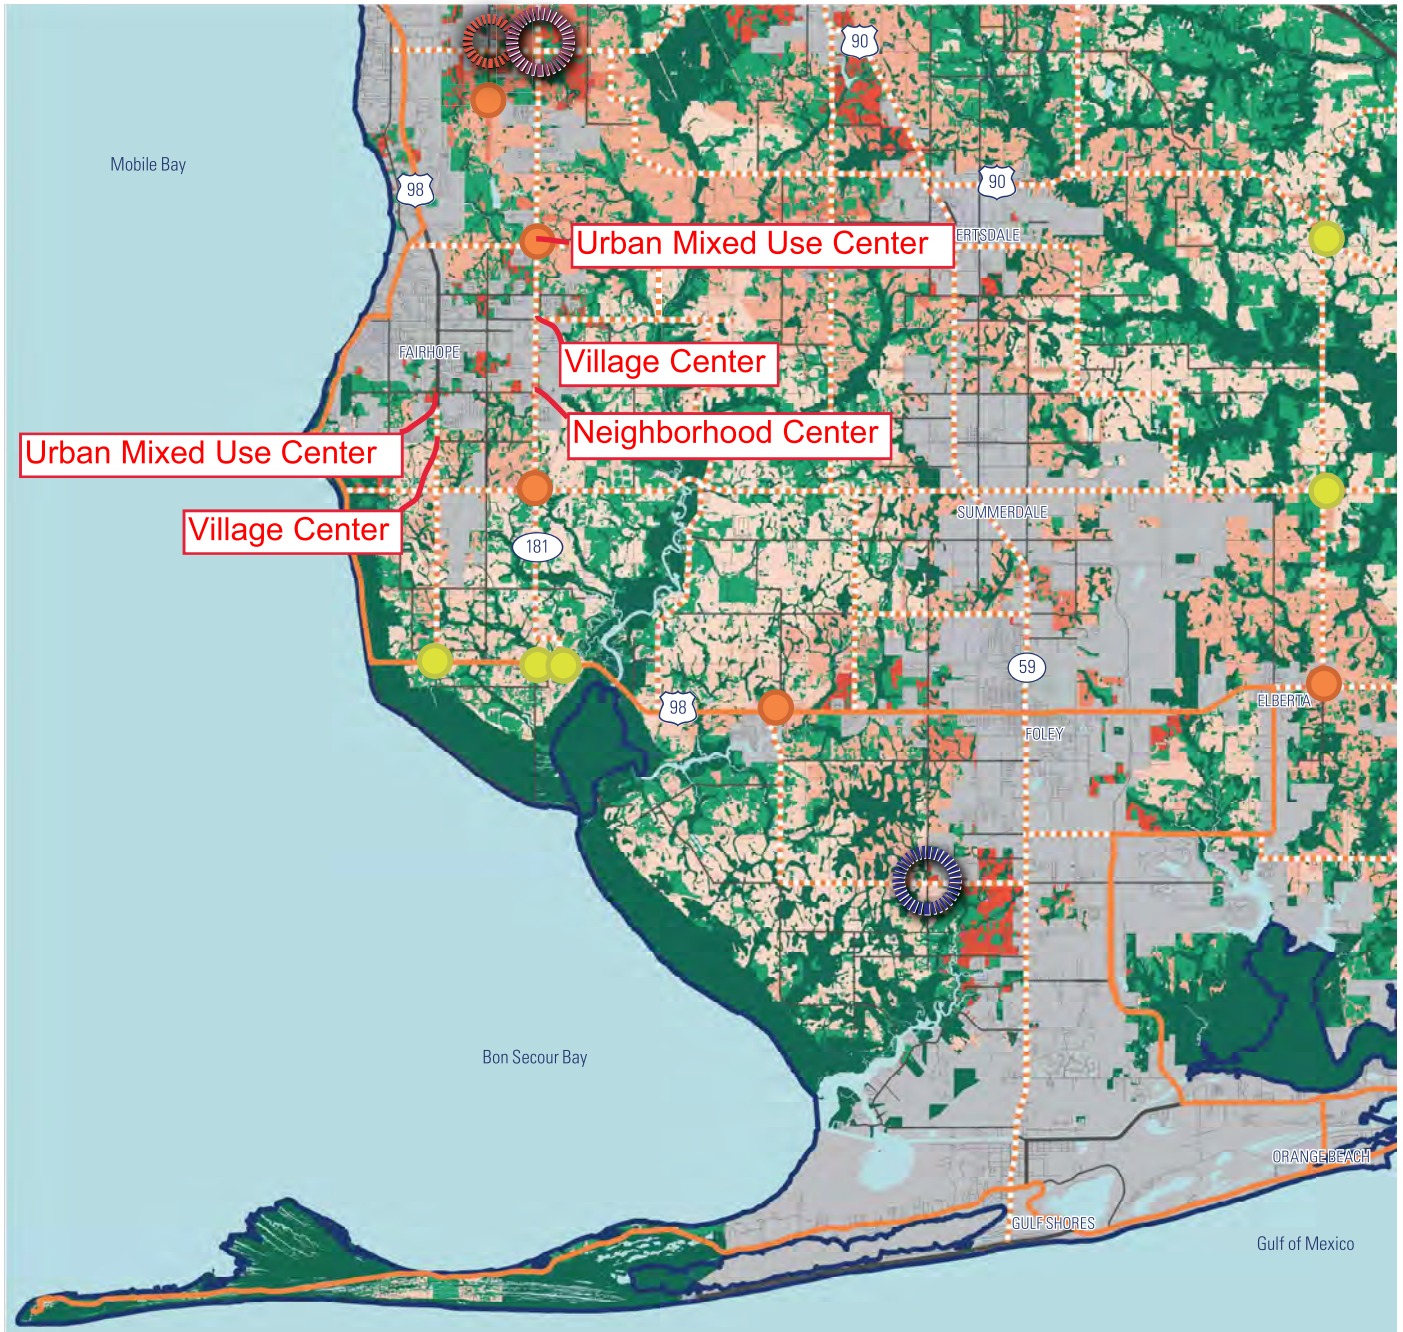 90
Mobile Bay
98
90
Urban Mixed Use Center
ERTSDALE
FAIRHOPE
Village Center
Neighborhood Center
Urban Mixed Use Center
Village Center
SUMMERDALE
181
59
98
ELBERTA
FOLEY
Bon Secour Bay
ORANGE BEACH
GULF SHORES
Gulf of Mexico